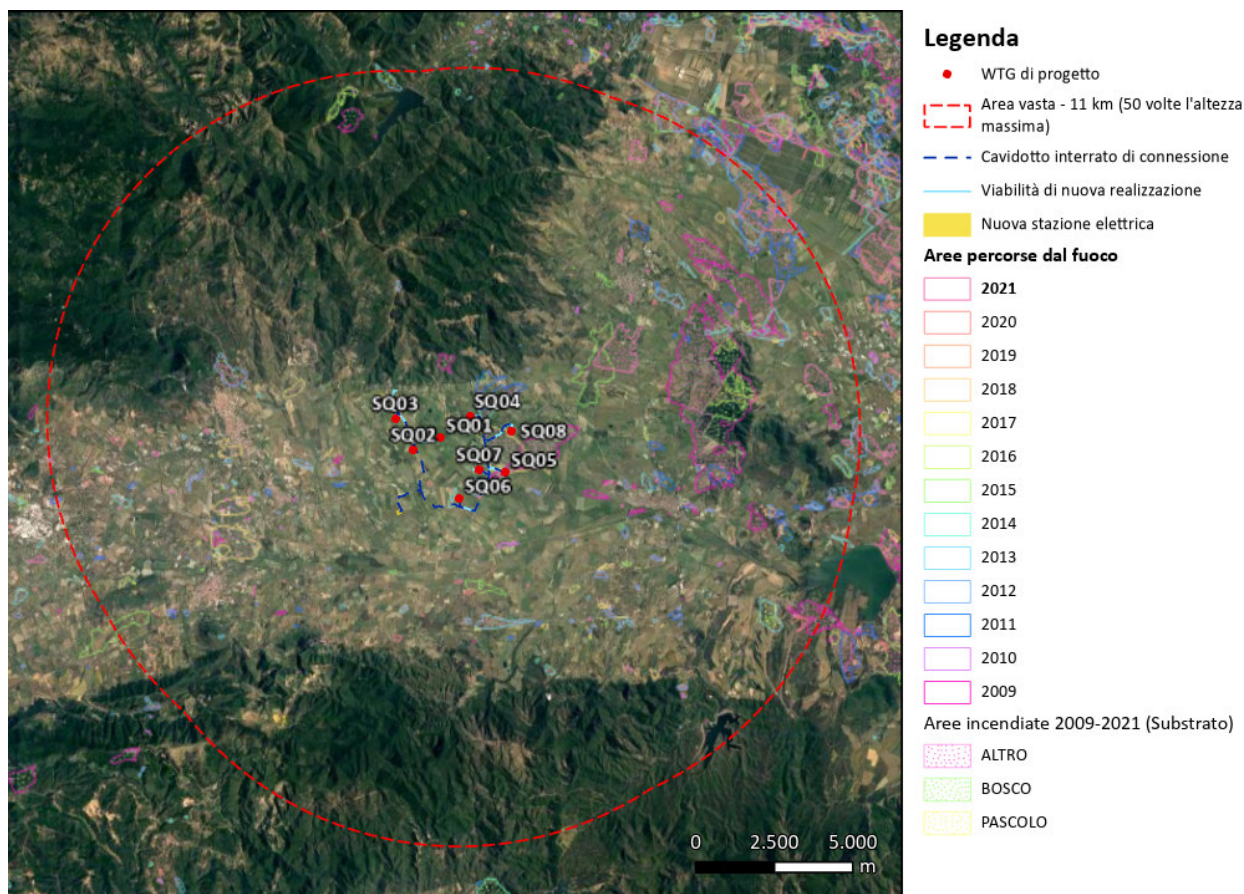 SQ03
SQ04
SQ01
SQ08
SQ02
SQ07
SQ05
SQ06
0 2.500 5.000
m
Legenda
WTG di progetto
Area vasta - 11 km (50 volte l'altezza
massima)
Cavidotto interrato di connessione
Viabilità di nuova realizzazione
Nuova stazione elettrica
Aree percorse dal fuoco
2021
2020
2019
2018
2017
2016
2015
2014
2013
2012
2011
2010
2009
Aree incendiate 2009-2021 (Substrato)
ALTRO
BOSCO
PASCOLO